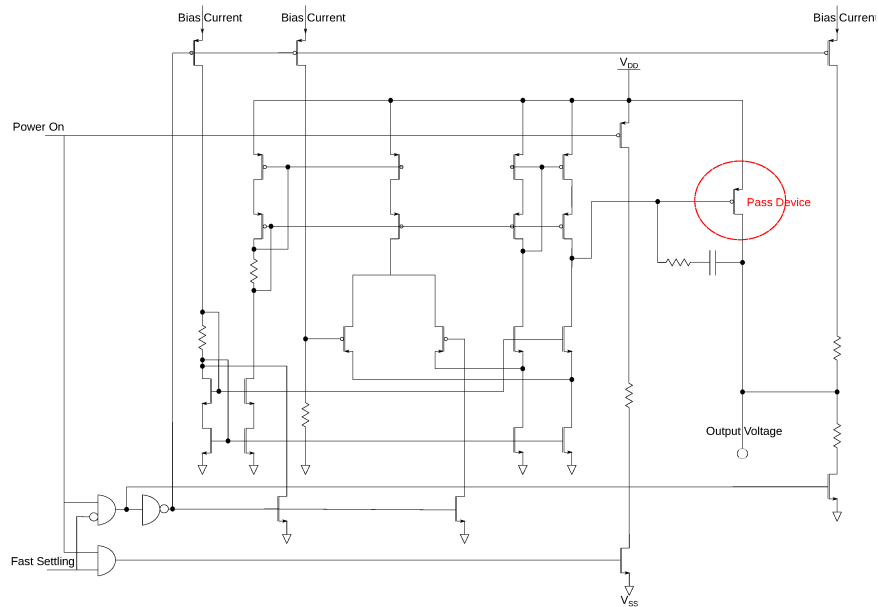 Bias Current
Bias Current
Bias Current
VDD
Power On
Pass Device
Output Voltage
Fast Settling
VSS